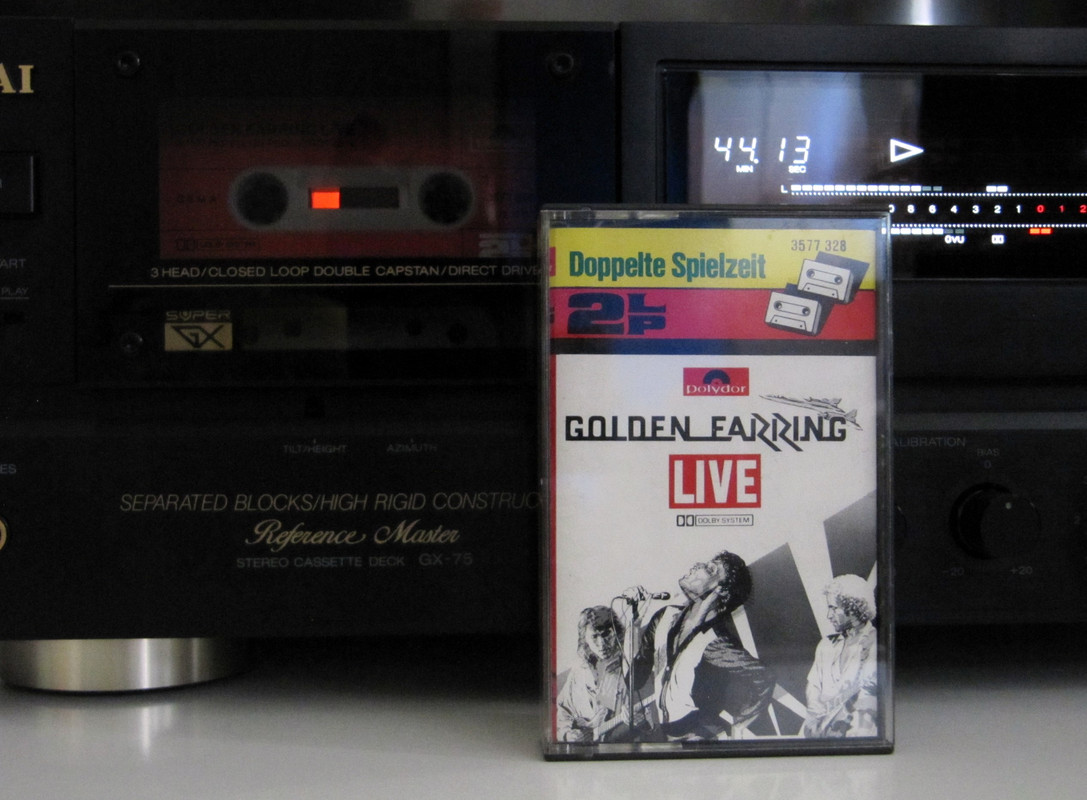 AI
44.13
MIN SEC
L
8 6 4 3 2 1 0 1 2
OVU
3 HEAD/CLOSED LOOP DOUBLE CAPSTAN/DIRECT DRIVE
PLAY
SUPER
GX
TILT/HEIGHT AZIMUTH
SEPARATED BLOCKS/HIGH RIGID CONSTRUC
Reference Master
STEREO CASSETTE DECK GX-75
3577 328
Doppelte Spielzeit
2LP
polydor
GOLDEN EARRING
LIVE
DOLBY SYSTEM
ALIBRATION
BIAS
0
-20 +20